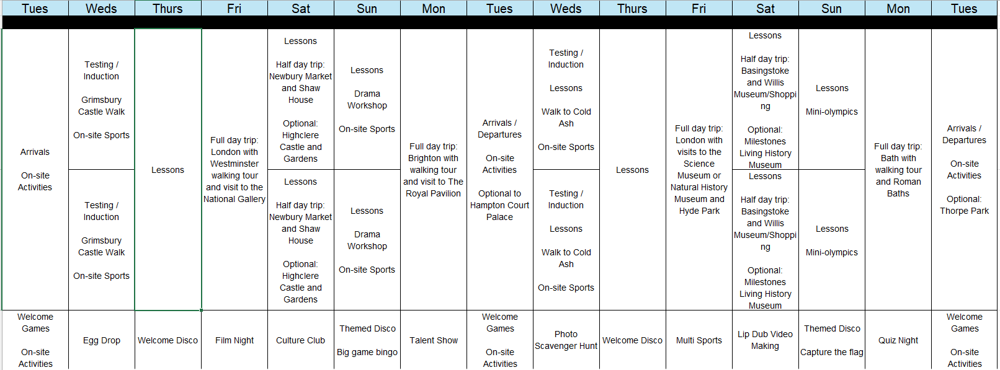 Tues Weds Thurs Fri Sat Sun Mon Tues Weds Thurs Fri Sat Sun Mon Tues
Arrivals
On-site
Activities
Testing /
Induction
Grimsbury
Castle Walk
On-site Sports
Testing /
Induction
Grimsbury
Castle Walk
On-site Sports
Lessons
Full day trip:
London with
Westminster
walking tour
and visit to the
National Gallery
Lessons
Half day trip:
Newbury Market
and Shaw
House
Optional:
Highclere
Castle and
Gardens
Lessons
Half day trip:
Newbury Market
and Shaw
House
Optional:
Highclere
Castle and
Gardens
Lessons
Drama
Workshop
On-site Sports
Lessons
Drama
Workshop
On-site Sports
Full day trip:
Brighton with
walking tour
and visit to The
Royal Pavilion
Arrivals /
Departures
On-site
Activities
Optional to
Hampton Court
Palace
Testing /
Induction
Lessons
Walk to Cold
Ash
On-site Sports
Testing /
Induction
Lessons
Walk to Cold
Ash
On-site Sports
Lessons
Full day trip:
London with
visits to the
Science
Museum or
Natural History
Museum and
Hyde Park
Lessons
Half day trip:
Basingstoke
and Willis
Museum/Shoppi
ng
Optional:
Milestones
Living History
Museum
Lessons
Half day trip:
Basingstoke
and Willis
Museum/Shoppi
ng
Optional:
Milestones
Living History
Museum
Lessons
Mini-olympics
Lessons
Mini-olympics
Full day trip:
Bath with
walking tour
and Roman
Baths
Arrivals /
Departures
On-site
Activities
Optional:
Thorpe Park
Welcome
Games
On-site
Activities
Egg Drop
Welcome Disco
Film Night
Culture Club
Themed Disco
Big game bingo
Talent Show
Welcome
Games
On-site
Activities
Photo
Scavenger Hunt
Welcome Disco
Multi Sports
Lip Dub Video
Making
Themed Disco
Capture the flag
Quiz Night
Welcome
Games
On-site
Activities